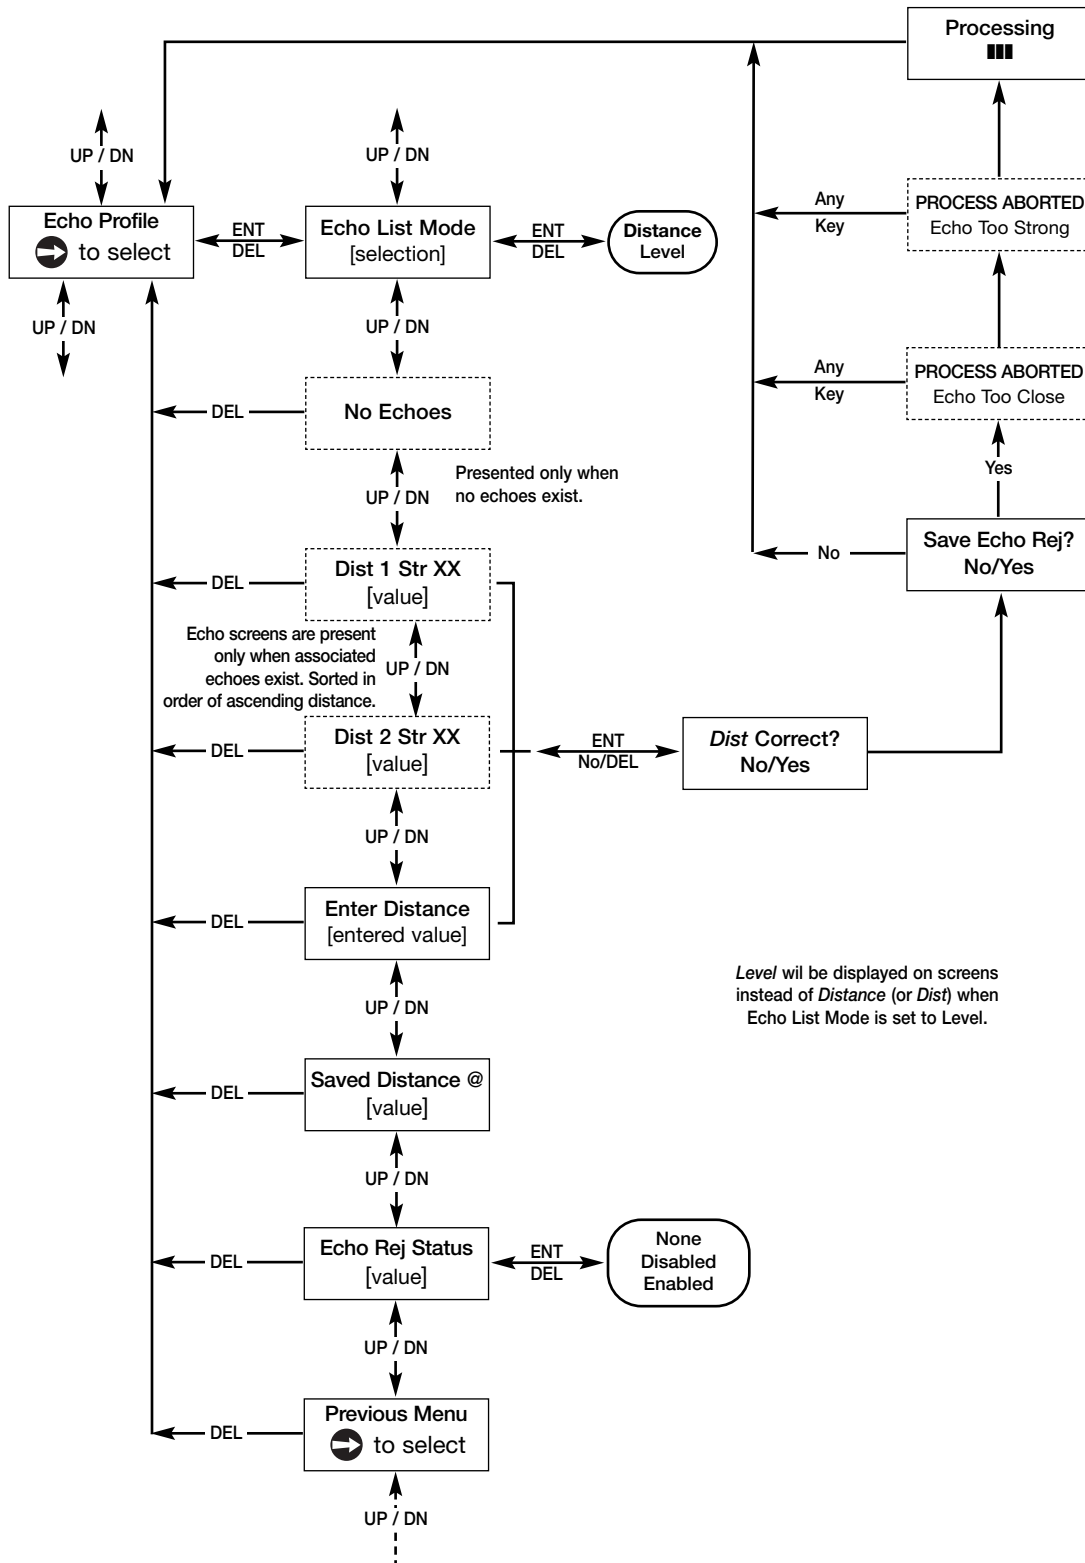 Processing
UP / DN
UP / DN
Echo Profile
to select
ENT
DEL
Echo List Mode
[selection]
ENT
DEL
Distance
Level
Any
Key
PROCESS ABORTED
Echo Too Strong
UP / DN
UP / DN
Any
Key
PROCESS ABORTED
Echo Too Close
DEL
No Echoes
Yes
UP / DN
Presented only when
no echoes exist.
No
Save Echo Rej?
No/Yes
DEL
Dist 1 Str XX
[value]
Echo screens are present
only when associated
echoes exist. Sorted in
order of ascending distance.
UP / DN
DEL
Dist 2 Str XX
[value]
ENT
No/DEL
Dist Correct?
No/Yes
UP / DN
DEL
Enter Distance
[entered value]
Level wil be displayed on screens
instead of Distance (or Dist) when
Echo List Mode is set to Level.
UP / DN
DEL
Saved Distance @
[value]
UP / DN
DEL
Echo Rej Status
[value]
ENT
DEL
None
Disabled
Enabled
UP / DN
DEL
Previous Menu
to select
UP / DN